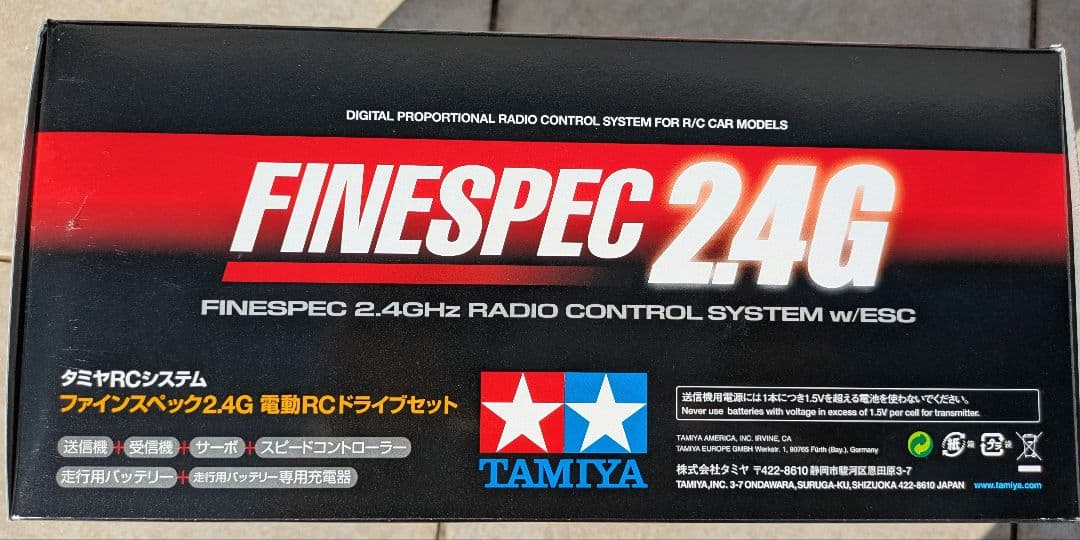 DIGITAL PROPORTIONAL RADIO CONTROL SYSTEM FOR R/C CAR MODELS
FINESPEC 2.4G
FINESPEC 2.4GHz RADIO CONTROL SYSTEM w/ESC
タミヤRCシステム
ファインスペック2.4G 電動RCドライブセット
送信機+受信機+サーボ+スピードコントローラー
走行用バッテリー+走行用バッテリー専用充電器
TAMIYA
送信機用電源には1本につき1.5Vを超える電池を使わないでください。
Never use batteries with voltage in excess of 1.5V per cell for transmitter.
TAMIYA AMERICA, INC. IRVINE, CA
TAMIYA EUROPE GMBH Werkstr. 1, 90765 Fürth (Bay.), Germany
紙 袋 プラ 袋
株式会社タミヤ 〒422-8610 静岡市駿河区恩田原3-7
TAMIYA,INC. 3-7 ONDAWARA, SURUGA-KU, SHIZUOKA 422-8610 JAPAN www.tamiya.com